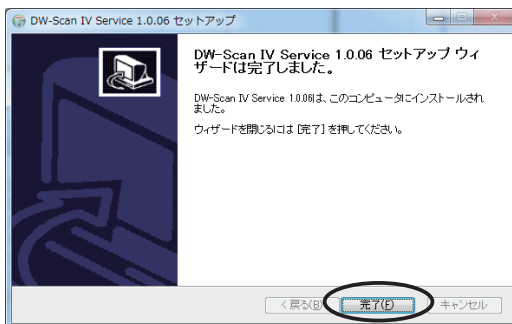 DW-Scan IV Service 1.0.06 セットアップ
DW-Scan IV Service 1.0.06 セットアップ ウィ
ザードは完了しました。
DW-Scan IV Service 1.0.06は、このコンピュータにインストールされ
ました。
ウィザードを閉じるには [完了] を押してください。
< 戻る(B)
完了(F)
キャンセル